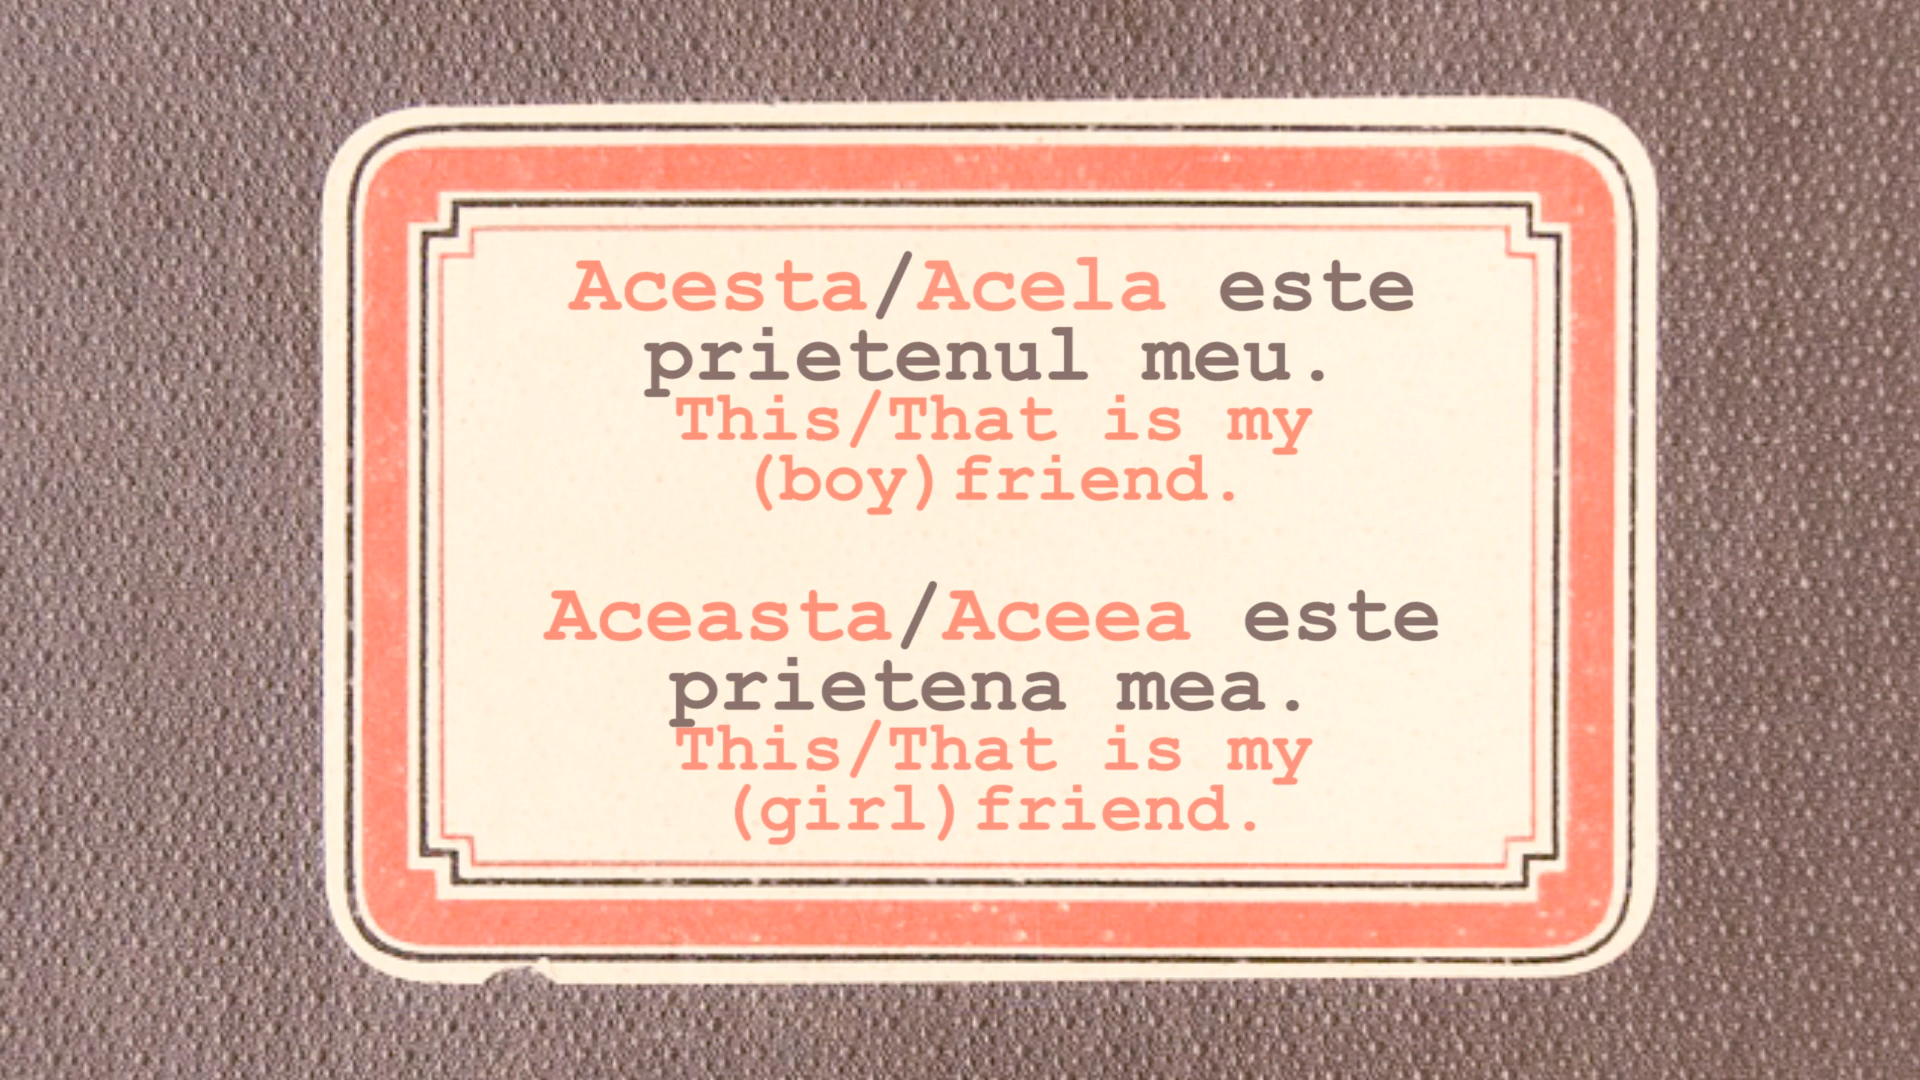 Acesta/Acela este
prietenul meu.
This/That is my
(boy)friend.
Aceasta/Aceea este
prietena mea.
This/That is my
(girl)friend.